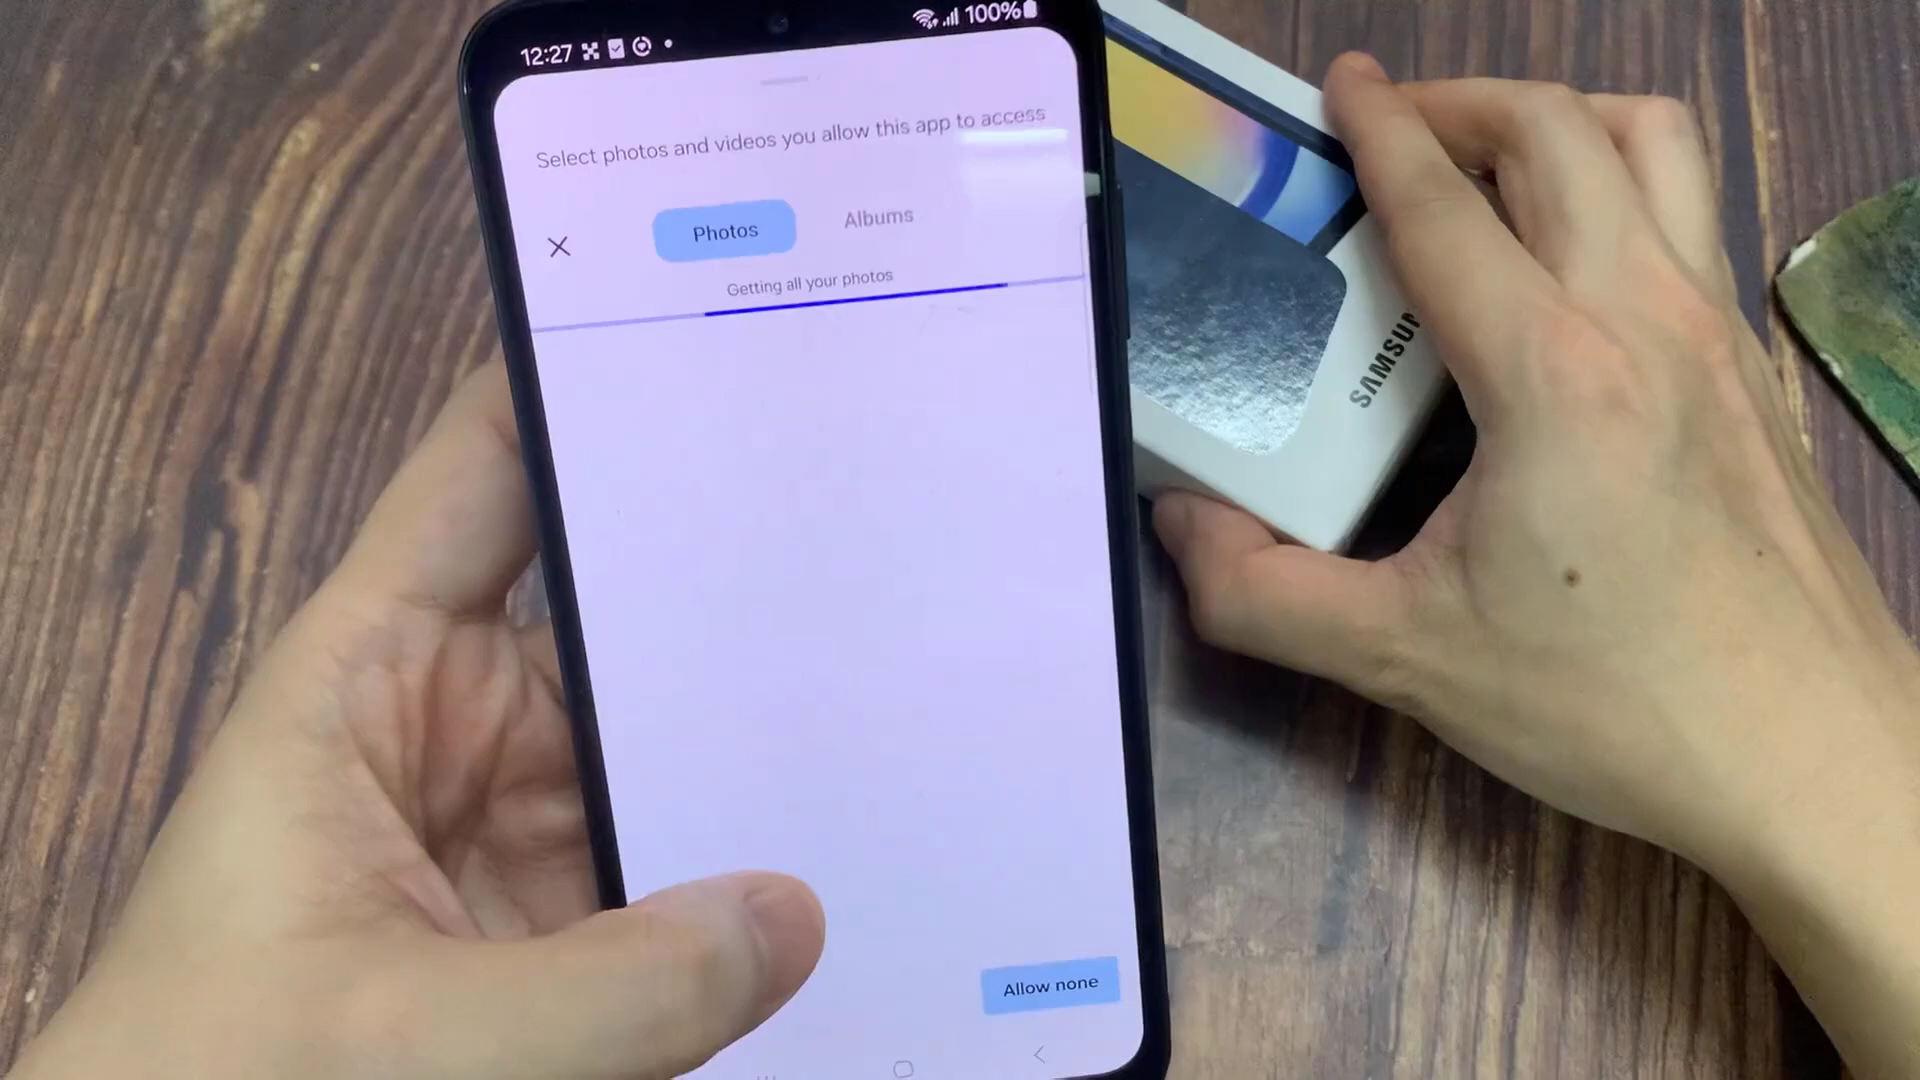 12:27
100%
Select photos and videos you allow this app to access
Photos
Albums
Getting all your photos
Allow none
SAMSUN